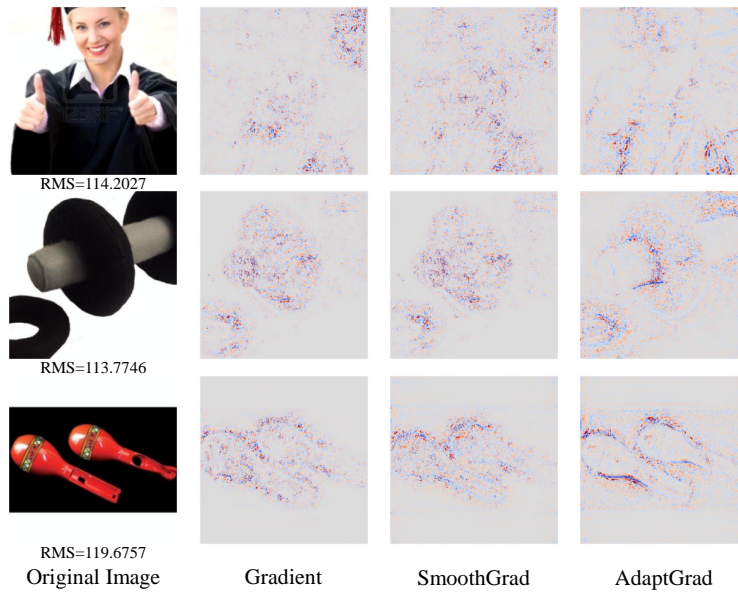 RMS=114.2027
RMS=113.7746
RMS=119.6757
Original Image Gradient SmoothGrad AdaptGrad